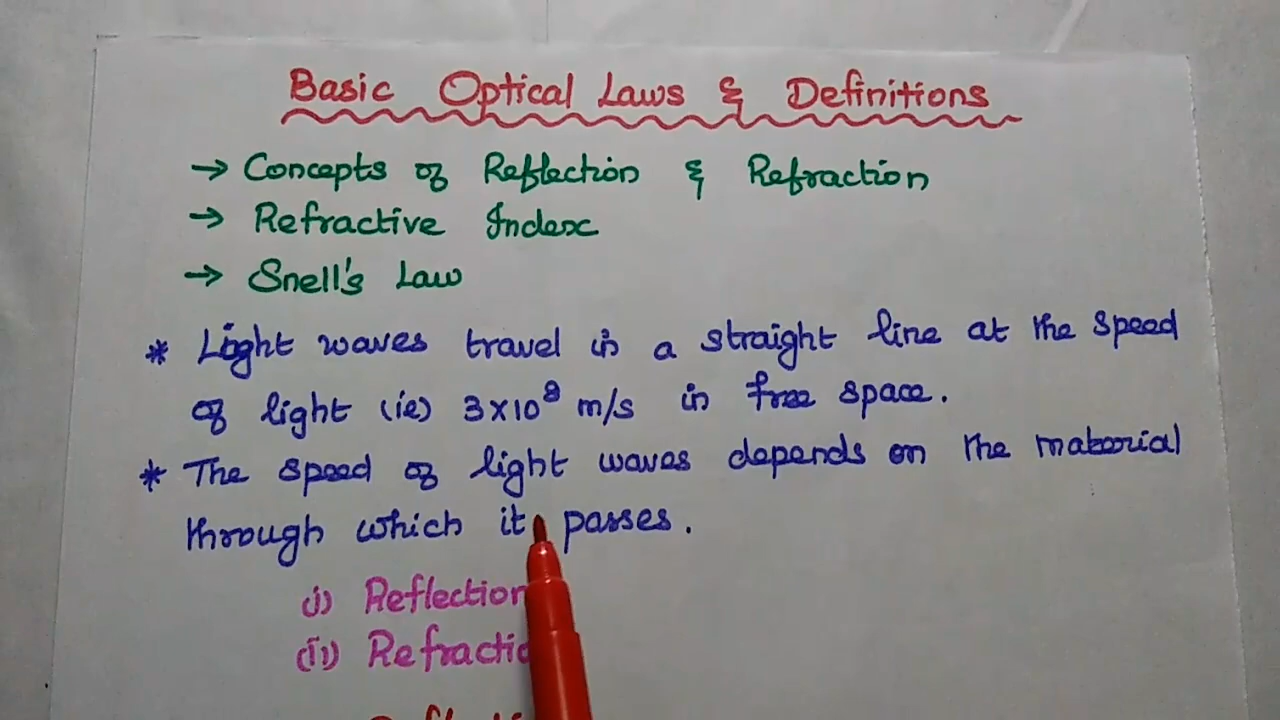 Basic Optical Laws & Definitions
→ Concepts of Reflection & Refraction
→ Refractive Index
→ Snell's Law
* Light waves travel in a straight line at the speed
of light (ie) 3x10⁸ m/s in free space.
* The speed of light waves depends on the material
through which it passes.
(i) Reflection
(ii) Refractio